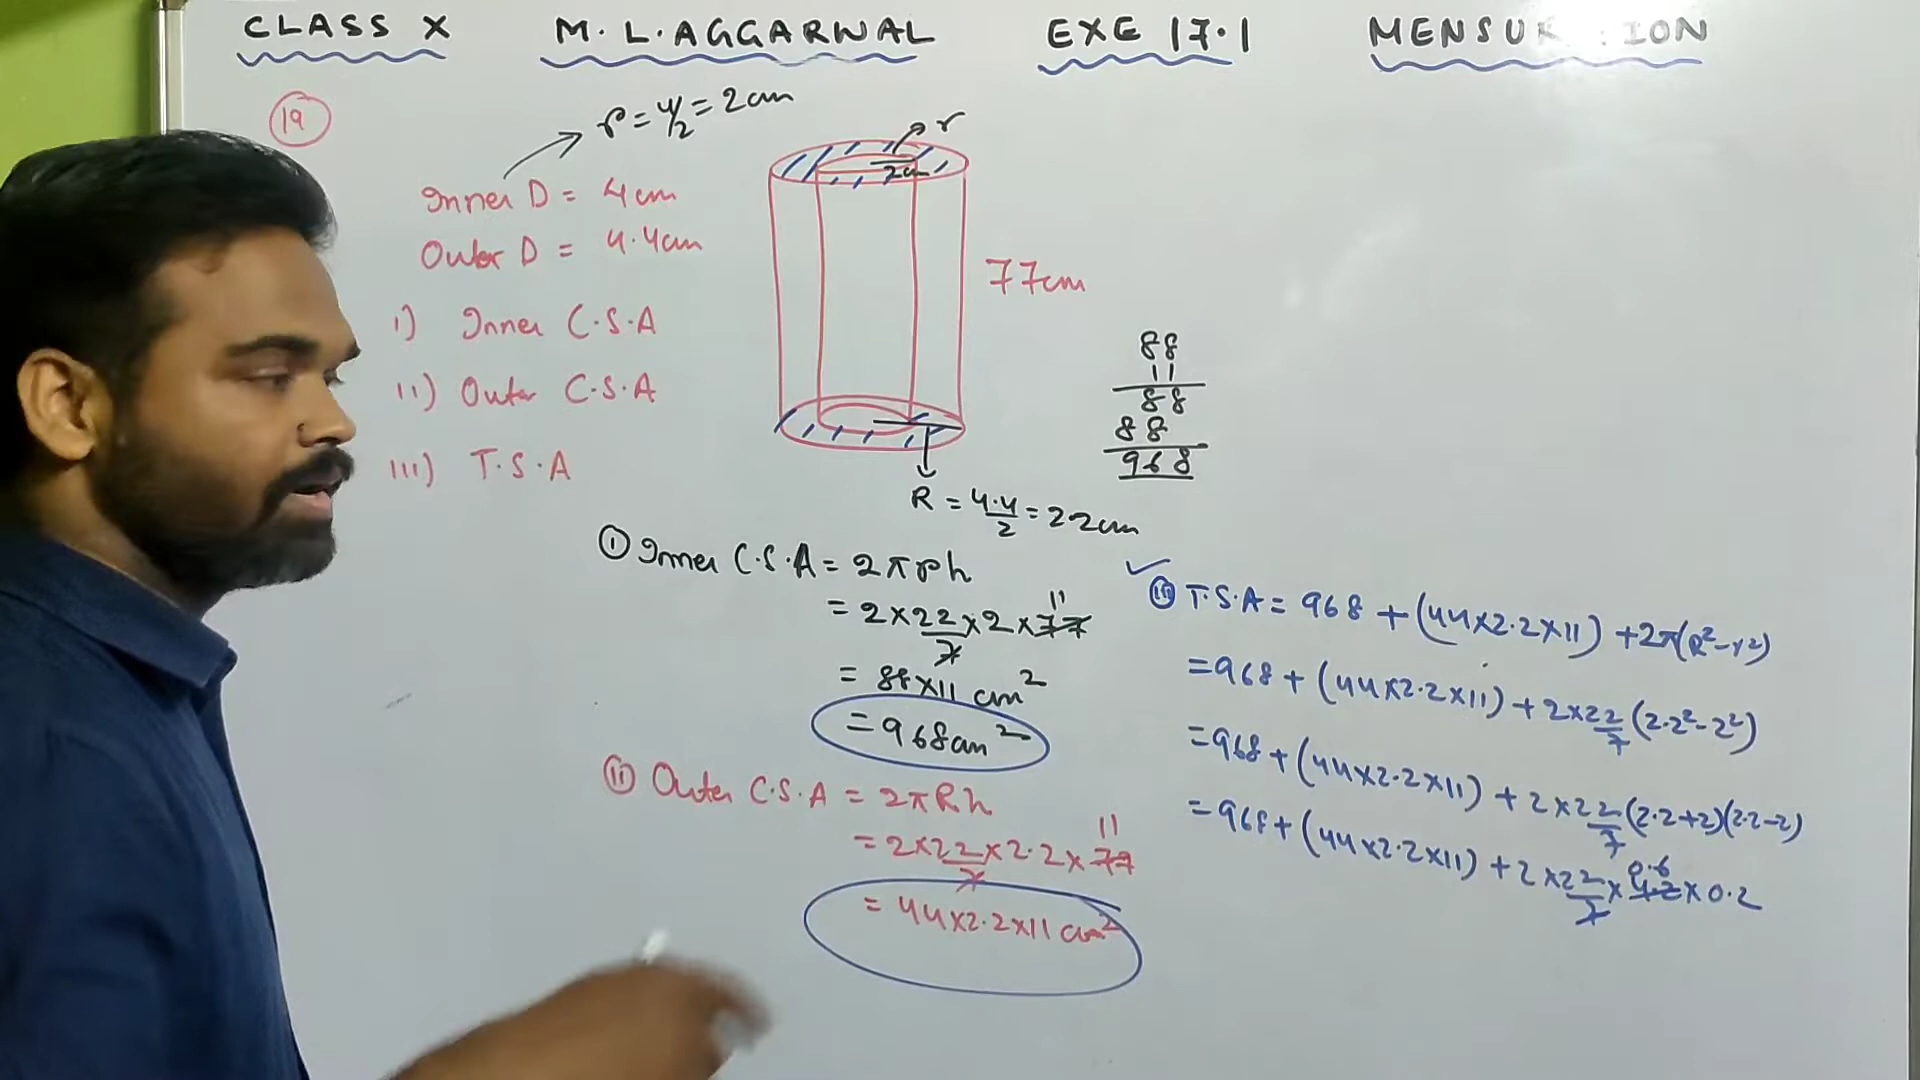 CLASS X M. L. AGGARWAL EXE 17.1 MENSUR ION
19
r = 4/2 = 2cm
Inner D = 4cm
Outer D = 4.4cm
i) Inner C.S.A
ii) Outer C.S.A
iii) T.S.A
r
2cm
77cm
R = 4.4/2 = 2.2cm
88
11
88
88
968
(i) Inner C.S.A = 2πrh
= 2×22/7×2×77 11
= 88×11 cm²
= 968cm²
(ii) Outer C.S.A = 2πRh
= 2×22/7×2.2×77 11
= 44×2.2×11 cm²
✓ (iii) T.S.A = 968 + (44×2.2×11) + 2π(R²-r²)
= 968 + (44×2.2×11) + 2×22/7(2.2²-2²)
= 968 + (44×2.2×11) + 2×22/7(2.2+2)(2.2-2)
= 968 + (44×2.2×11) + 2×22/7×4.2×0.2 0.6